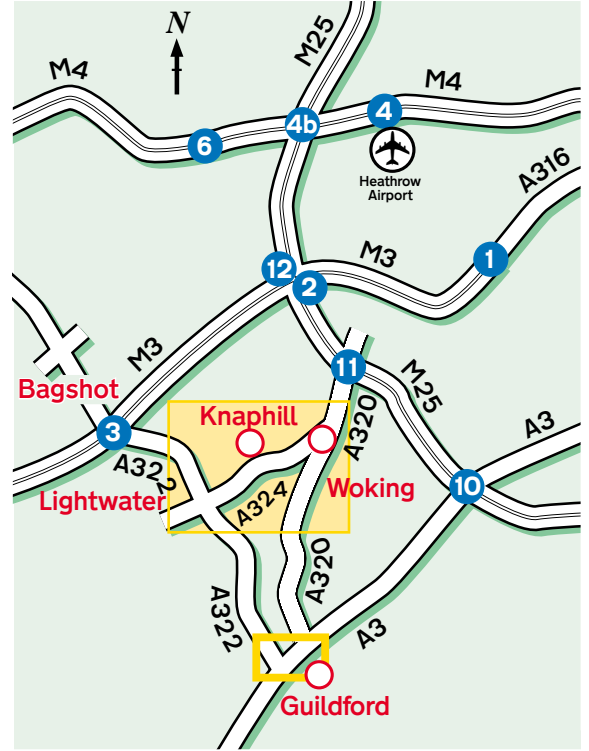 N
M25
M4
M4
4
4b
6
Heathrow
Airport
A316
M3
1
12
2
M3
11
M25
Bagshot
Knaphill
A320
3
A3
A322
Lightwater
A324
Woking
10
A320
A322
A3
Guildford